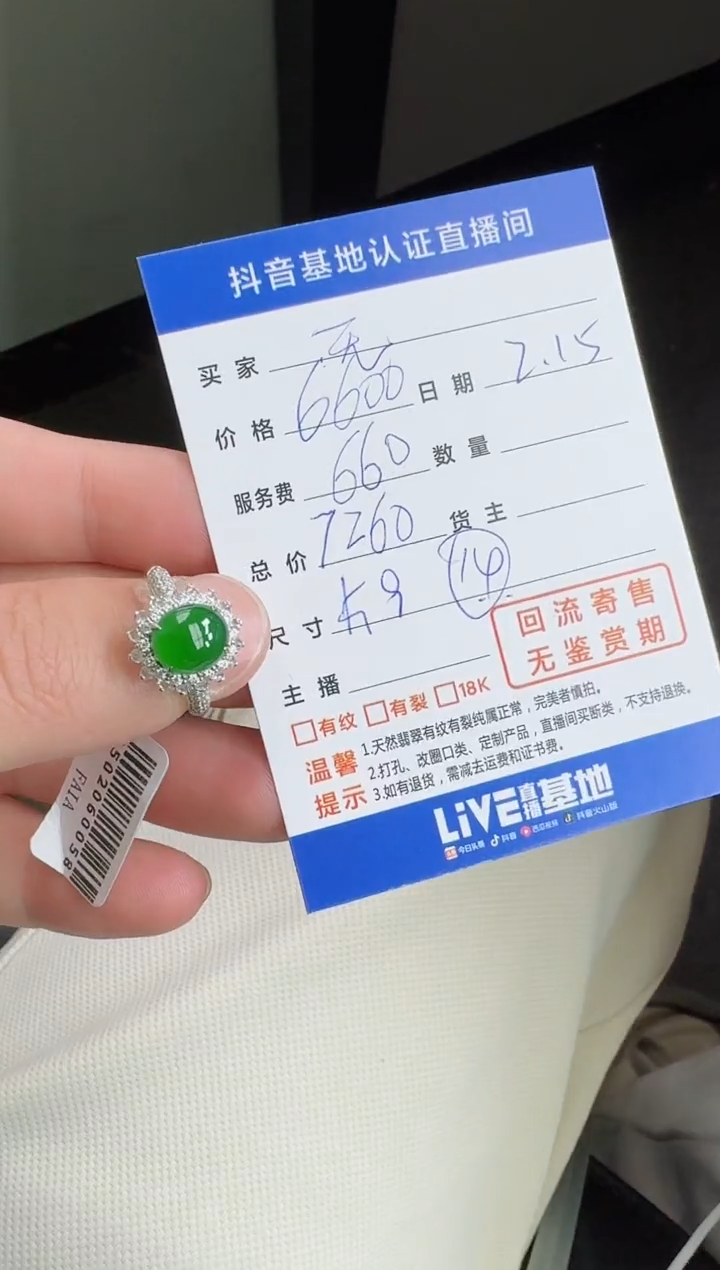 抖音基地认证直播间
买家 无
价格 6600 日期 2.15
服务费 660 数量
总价 7260 货主
尺寸 14
主播
回流寄售
无鉴赏期
有纹 有裂 18K
温馨提示
1.天然翡翠有纹有裂纯属正常，完美者慎拍。
2.打孔、改圈口类、定制产品，直播间买断类，不支持退换。
3.如有退货，需减去运费和证书费。
LiVE直播基地
今日头条 抖音 西瓜视频 抖音火山版
502060058
FA1A